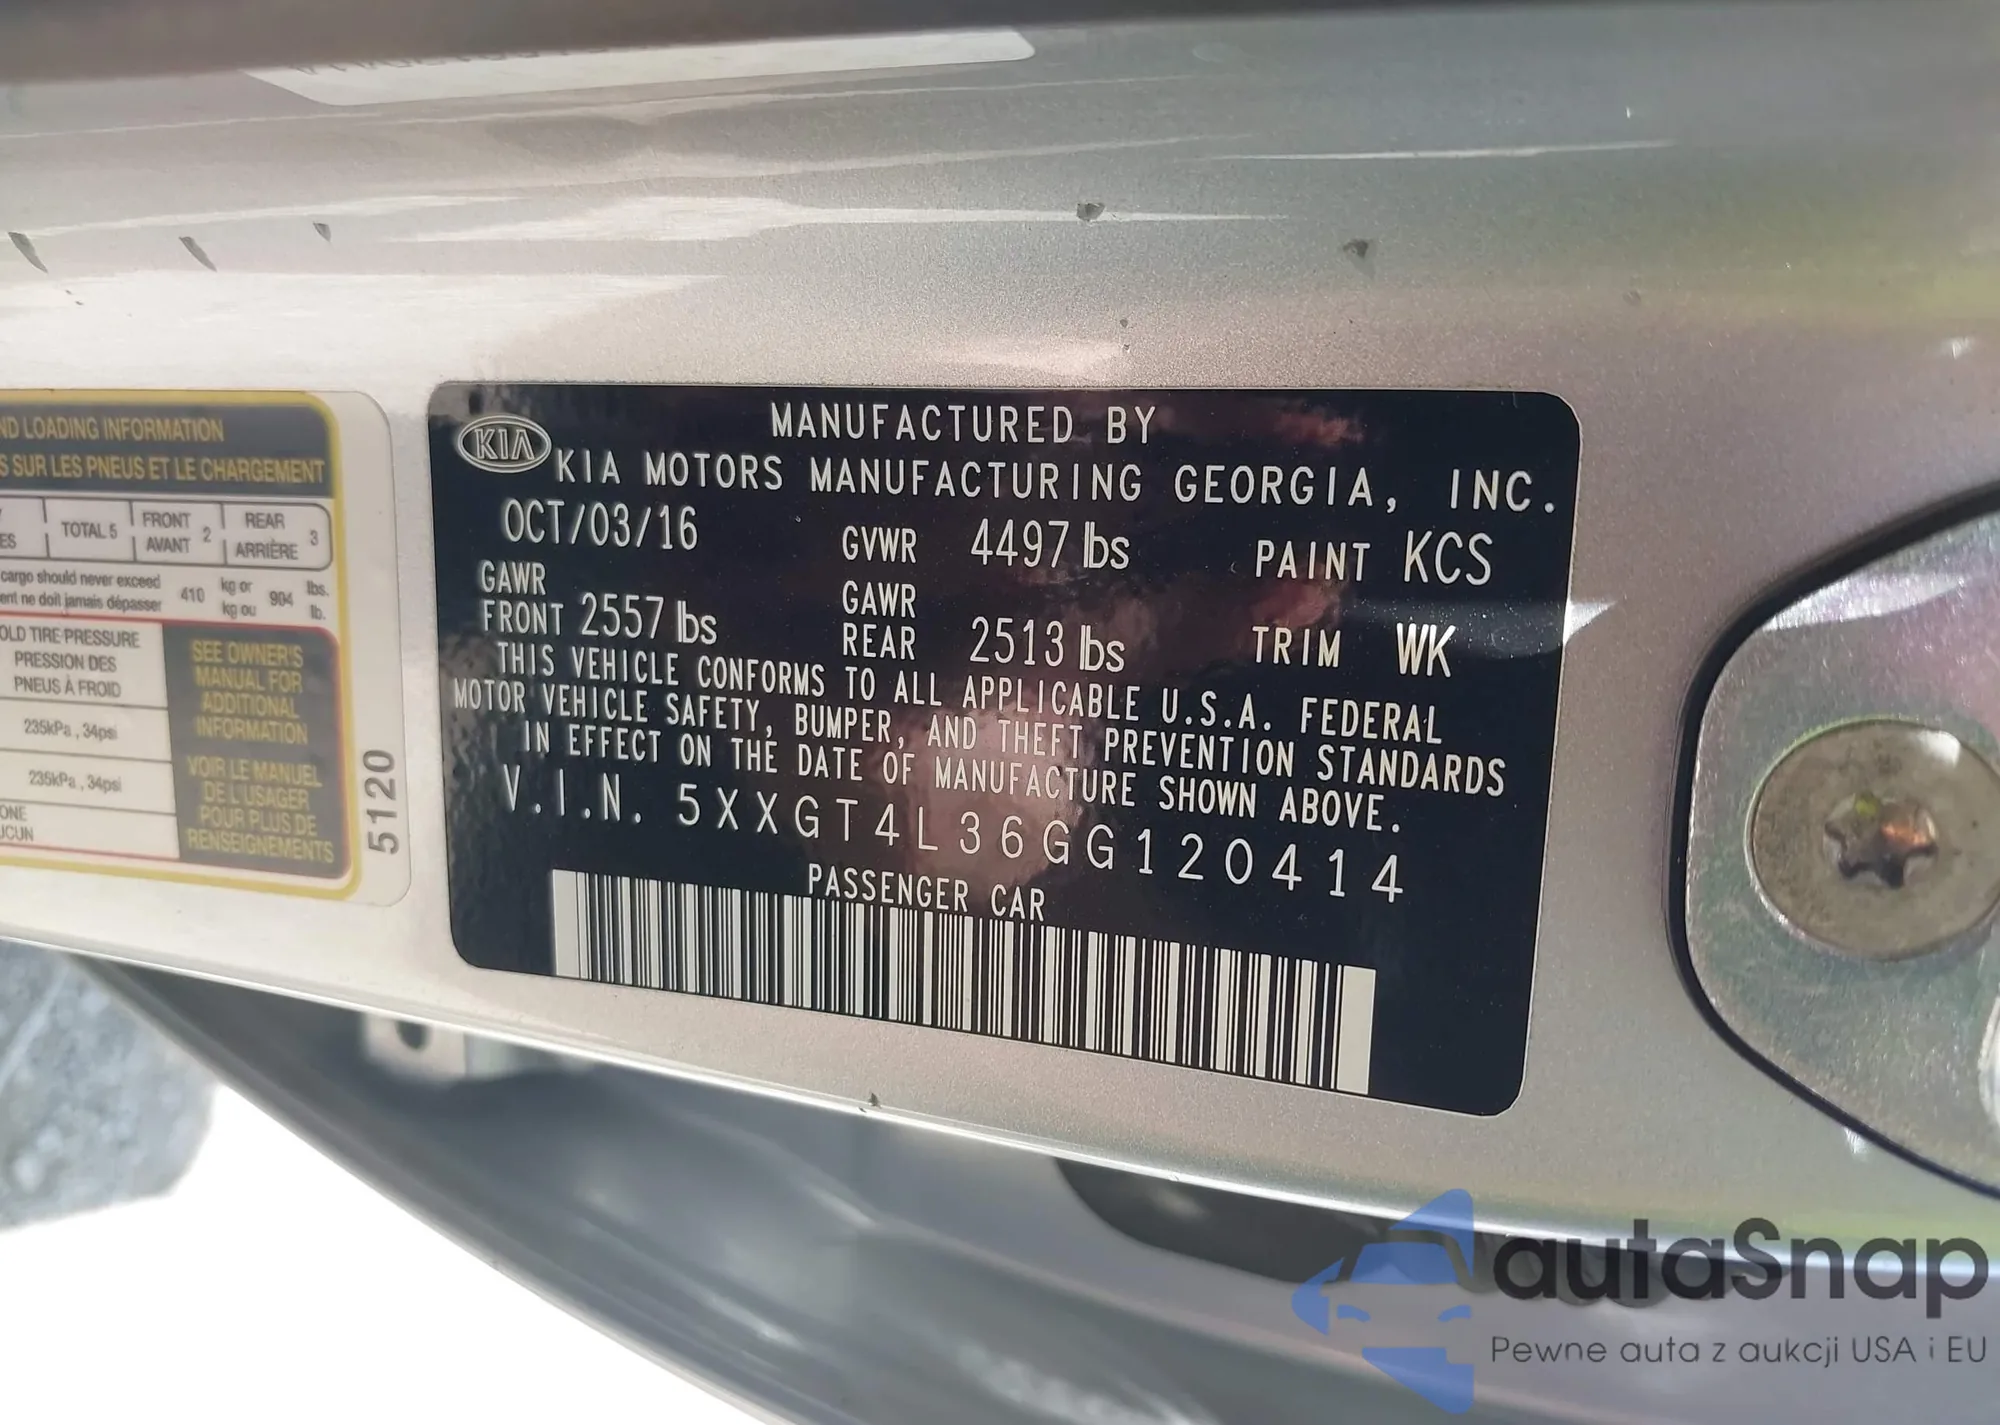 ND LOADING INFORMATION
S SUR LES PNEUS ET LE CHARGEMENT
ES
TOTAL 5
FRONT
AVANT
2
REAR
ARRIÈRE
3
cargo should never exceed
ent ne doit jamais dépasser
410
kg or
kg ou
904
lbs.
lb.
OLD TIRE PRESSURE
PRESSION DES
PNEUS À FROID
235kPa , 34psi
235kPa , 34psi
ONE
UCUN
SEE OWNER'S
MANUAL FOR
ADDITIONAL
INFORMATION
VOIR LE MANUEL
DE L'USAGER
POUR PLUS DE
RENSEIGNEMENTS
5120
KIA
MANUFACTURED BY
KIA MOTORS MANUFACTURING GEORGIA, INC.
OCT/03/16 GVWR 4497 lbs PAINT KCS
GAWR
FRONT 2557 lbs
GAWR
REAR 2513 lbs
TRIM WK
THIS VEHICLE CONFORMS TO ALL APPLICABLE U.S.A. FEDERAL
MOTOR VEHICLE SAFETY, BUMPER, AND THEFT PREVENTION STANDARDS
IN EFFECT ON THE DATE OF MANUFACTURE SHOWN ABOVE.
V.I.N. 5XXGT4L36GG120414
PASSENGER CAR
autaSnap
Pewne auta z aukcji USA i EU